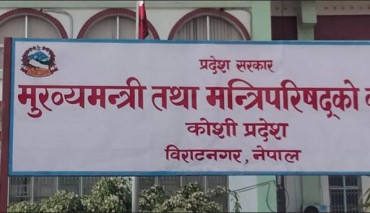 प्रदेश सरकार
मुख्यमन्त्री तथा मन्त्रिपरिषद्को
कोशी प्रदेश
विराटनगर, नेपाल